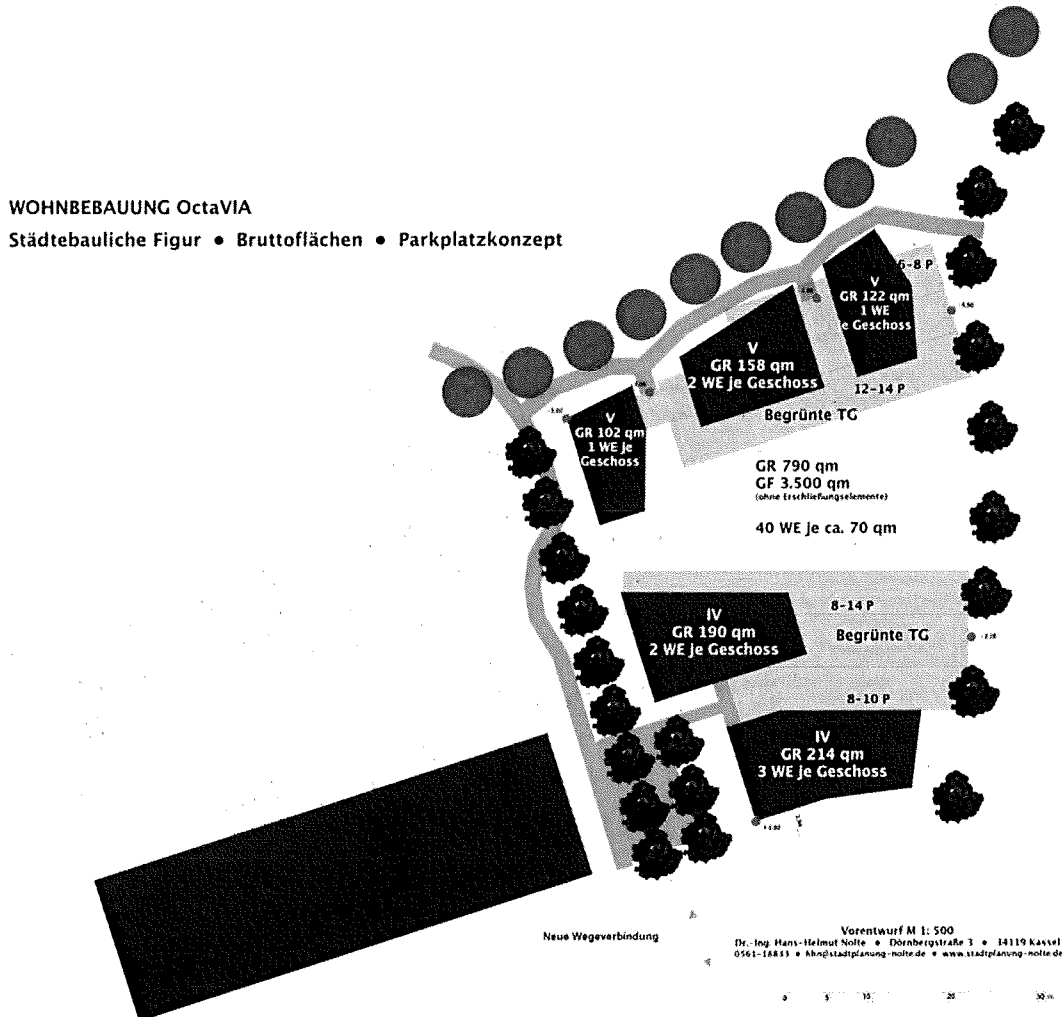 WOHNBEBAUUNG OctaVIA
Städtebauliche Figur • Bruttoflächen • Parkplatzkonzept
6-8 P
V
GR 122 qm
1 WE
je Geschoss
V
GR 158 qm
2 WE je Geschoss
12-14 P
Begrünte TG
V
GR 102 qm
1 WE je
Geschoss
GR 790 qm
GF 3.500 qm
(ohne Erschließungselemente)
40 WE je ca. 70 qm
IV
GR 190 qm
2 WE je Geschoss
8-14 P
Begrünte TG
8-10 P
IV
GR 214 qm
3 WE je Geschoss
Neue Wegeverbindung
Vorentwurf M 1: 500
Dr.-Ing. Hans-Helmut Nolte • Dörnbergstraße 3 • 34119 Kassel
0561-18833 • hhn@stadtplanung-nolte.de • www.stadtplanung-nolte.de
0 5 10 20 30 m